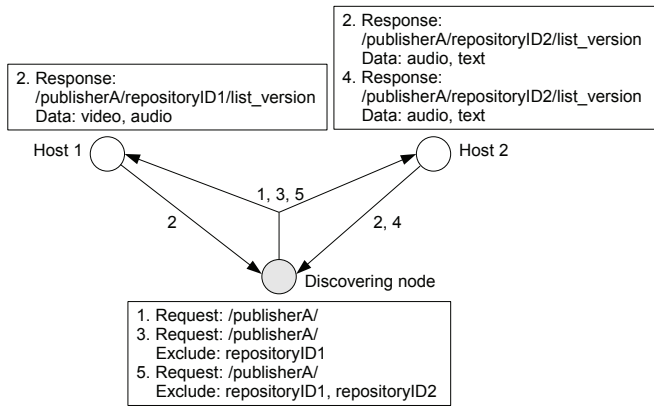 2. Response:
/publisherA/repositoryID2/list_version
Data: audio, text
4. Response:
/publisherA/repositoryID2/list_version
Data: audio, text
2. Response:
/publisherA/repositoryID1/list_version
Data: video, audio
Host 1
Host 2
1, 3, 5
2
2, 4
Discovering node
1. Request: /publisherA/
3. Request: /publisherA/
Exclude: repositoryID1
5. Request: /publisherA/
Exclude: repositoryID1, repositoryID2